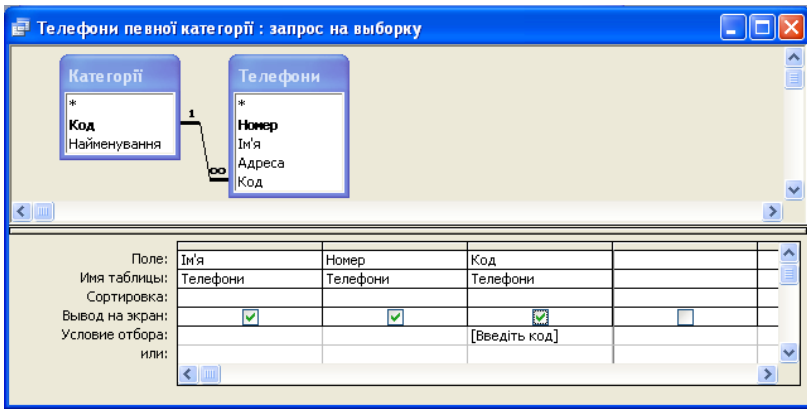 Телефони певної категорії : запрос на выборку
Категорії
*
Код
Найменування
1
∞
Телефони
*
Номер
Ім'я
Адреса
Код
Поле: Ім'я Номер Код
Имя таблицы: Телефони Телефони Телефони
Сортировка:
Вывод на экран:
Условие отбора: [Введіть код]
или: